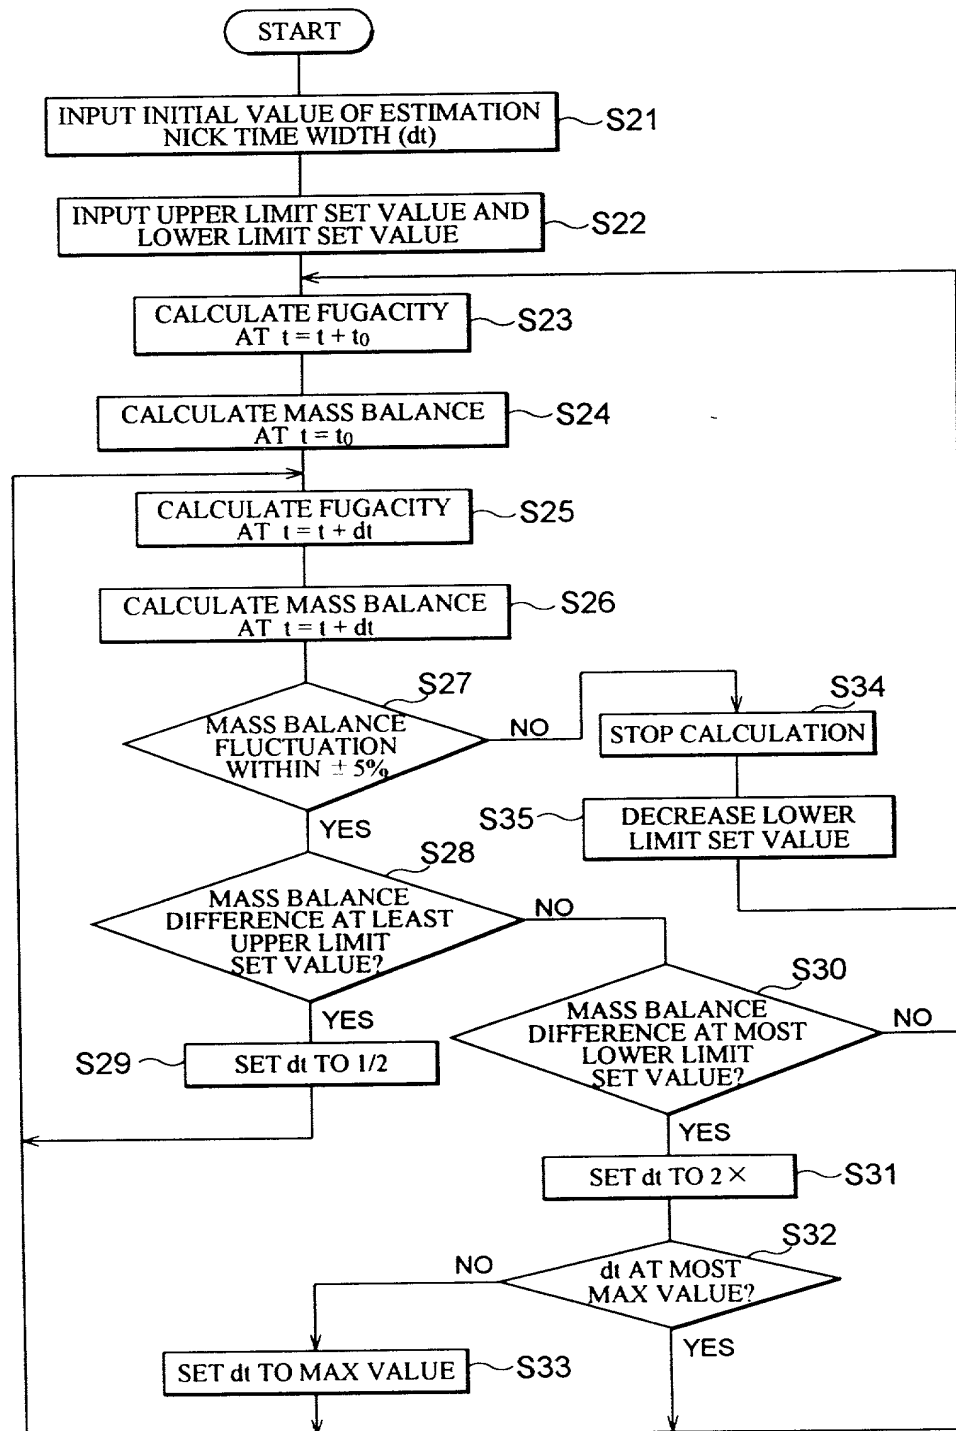 START
INPUT INITIAL VALUE OF ESTIMATION
NICK TIME WIDTH (dt)
S21
INPUT UPPER LIMIT SET VALUE AND
LOWER LIMIT SET VALUE
S22
CALCULATE FUGACITY
AT t = t + t0
S23
CALCULATE MASS BALANCE
AT t = t0
S24
CALCULATE FUGACITY
AT t = t + dt
S25
CALCULATE MASS BALANCE
AT t = t + dt
S26
S27
MASS BALANCE
FLUCTUATION
WITHIN ± 5%
NO
YES
S34
STOP CALCULATION
S35
DECREASE LOWER
LIMIT SET VALUE
S28
MASS BALANCE
DIFFERENCE AT LEAST
UPPER LIMIT
SET VALUE?
NO
YES
S29
SET dt TO 1/2
S30
MASS BALANCE
DIFFERENCE AT MOST
LOWER LIMIT
SET VALUE?
NO
YES
SET dt TO 2 ×
S31
S32
dt AT MOST
MAX VALUE?
NO
YES
SET dt TO MAX VALUE
S33